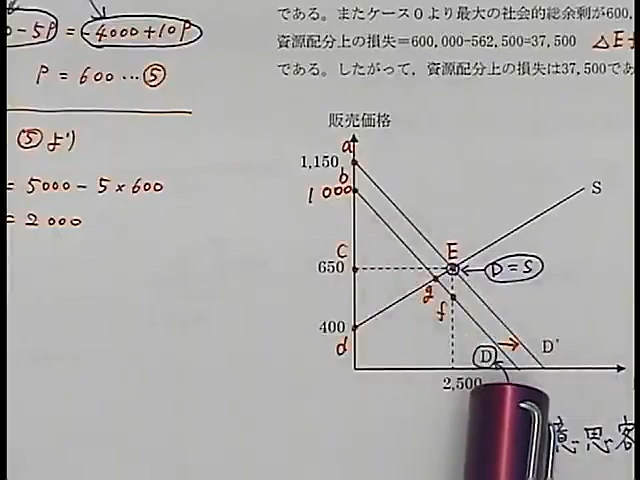 -5P = -4000+10P
P = 600 … ⑤
⑤より
= 5000 - 5×600
= 2000
である。またケース0より最大の社会的総余剰が600,
資源配分上の損失=600,000-562,500=37,500 △E
である。したがって，資源配分上の損失は37,500であ
販売価格
a
1,150
b
1000
S
C
E
650
D=S
g
f
400
d
D
D'
2,500
意思客